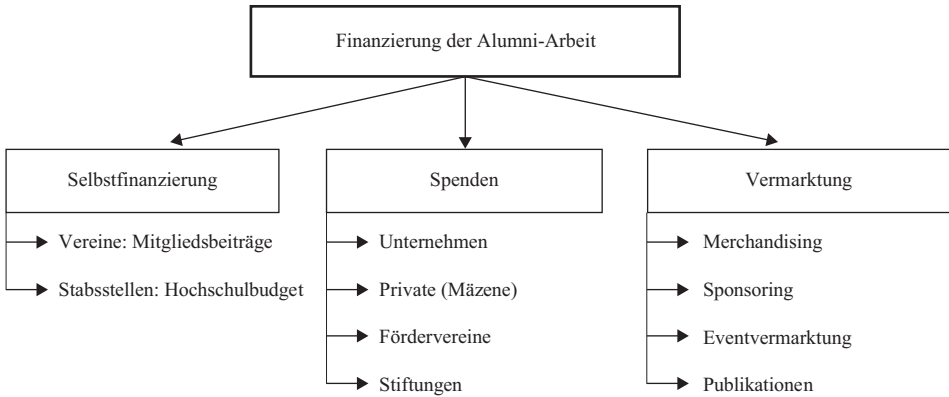 Finanzierung der Alumni-Arbeit
Selbstfinanzierung
Vereine: Mitgliedsbeiträge
Stabsstellen: Hochschulbudget
Spenden
Unternehmen
Private (Mäzene)
Fördervereine
Stiftungen
Vermarktung
Merchandising
Sponsoring
Eventvermarktung
Publikationen